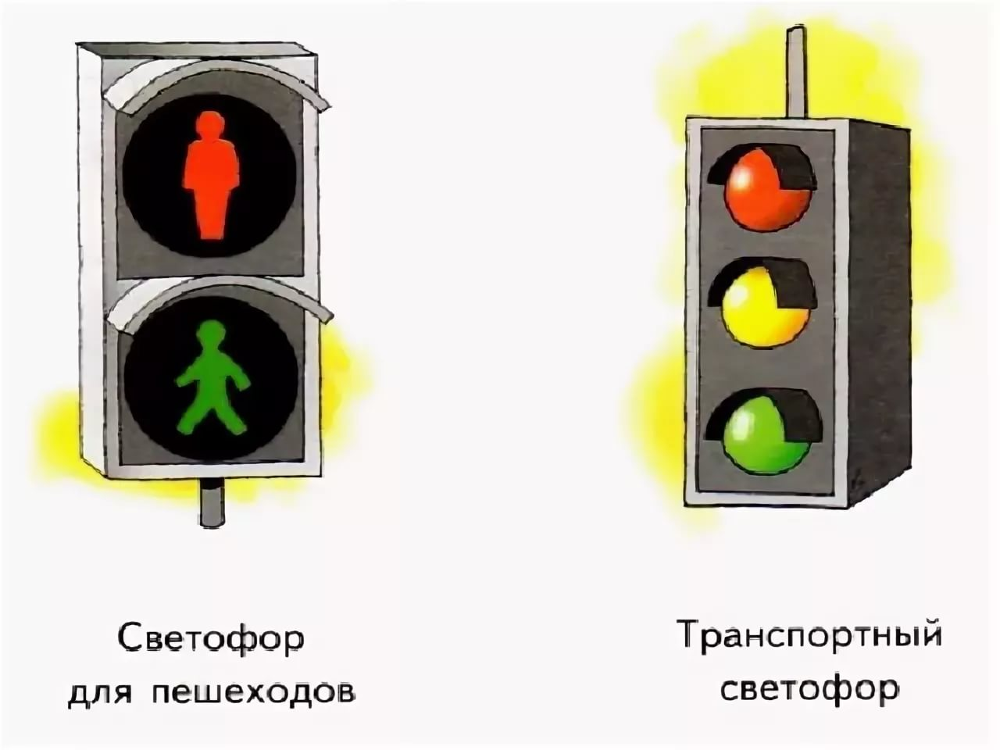 Светофор
для пешеходов
Транспортный
светофор